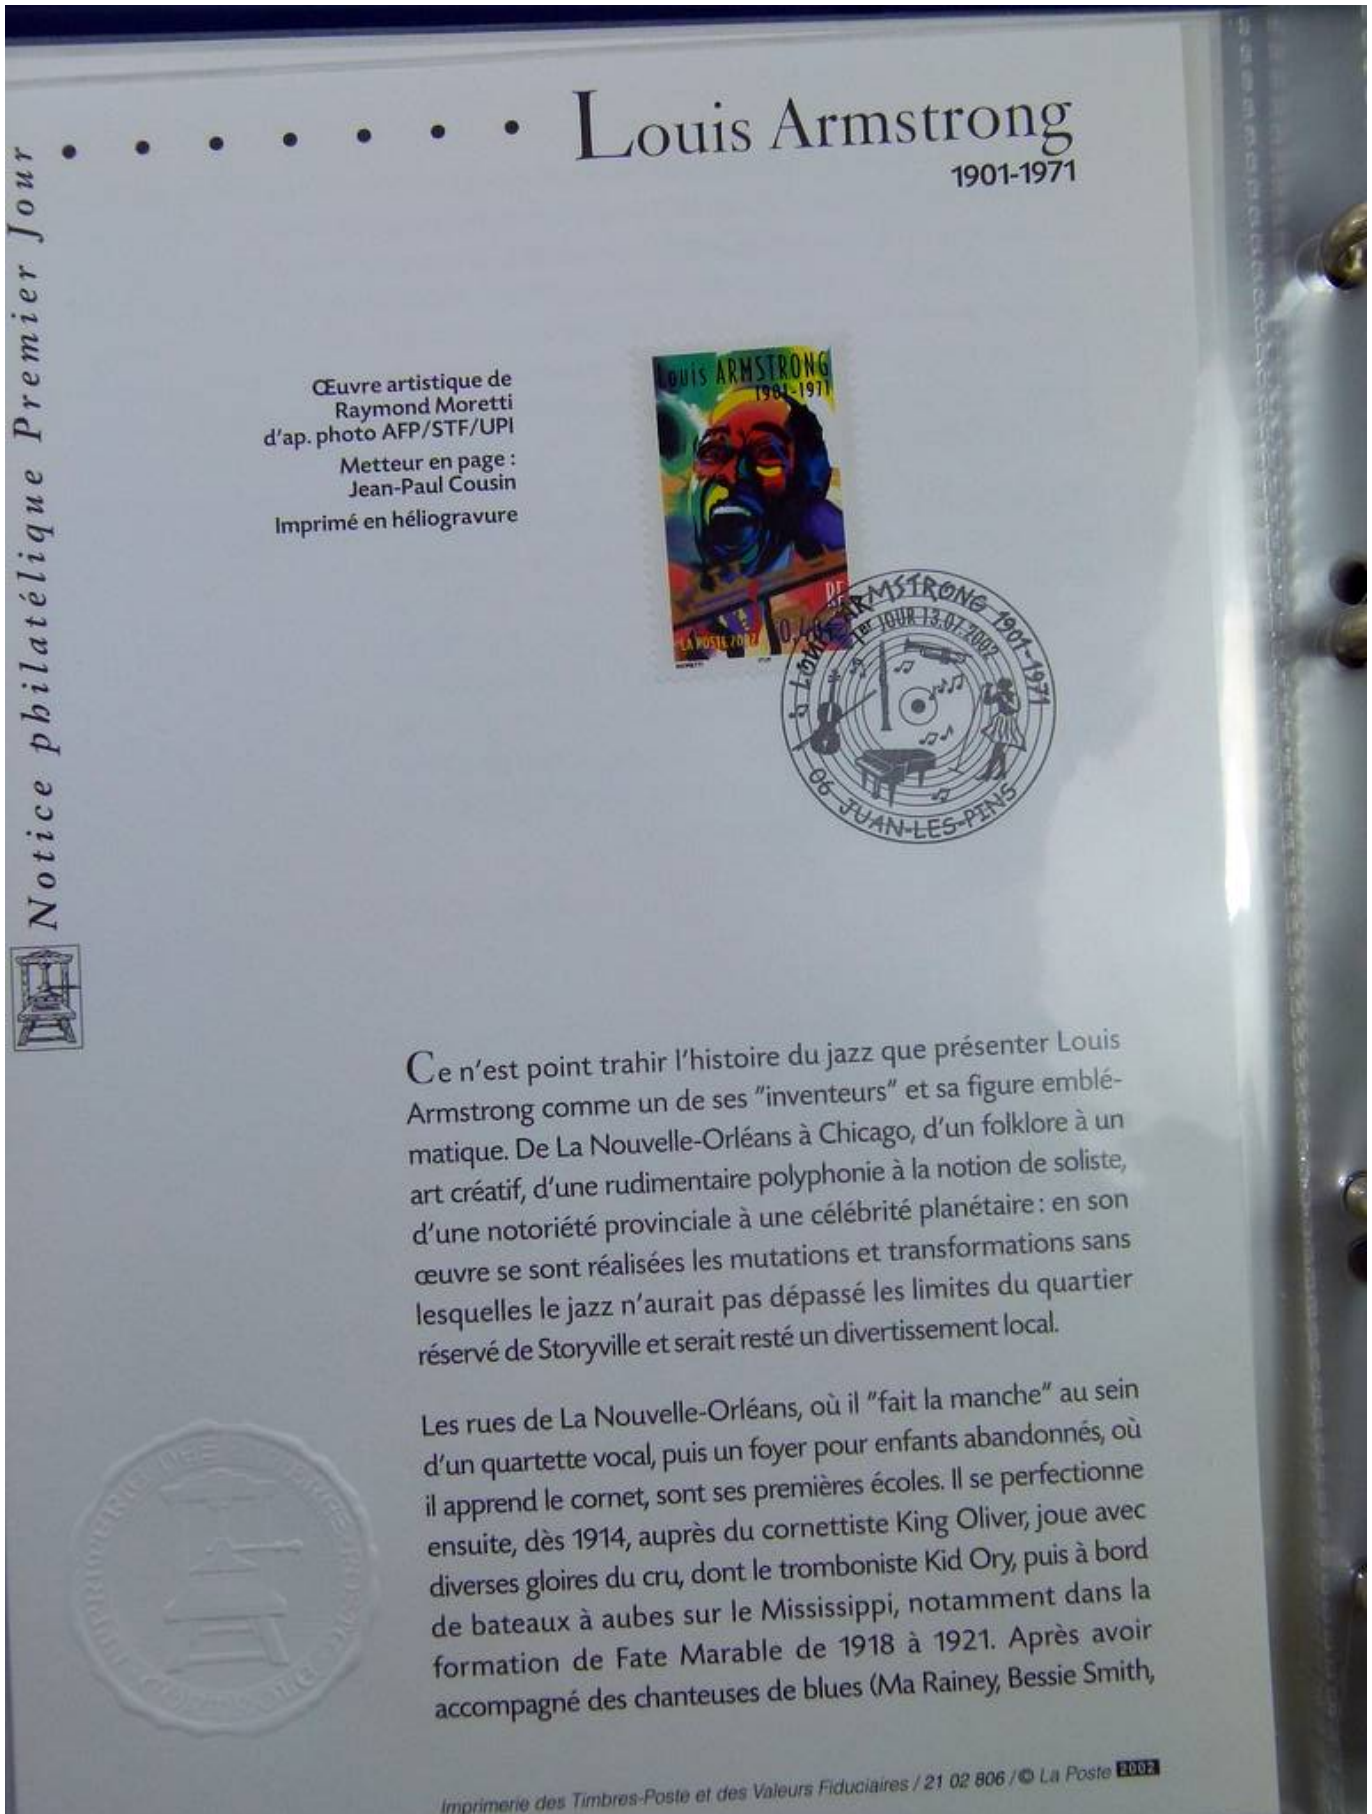 Louis Armstrong
1901-1971
Notice philatélique Premier Jour
Œuvre artistique de
Raymond Moretti
d'ap. photo AFP/STF/UPI
Metteur en page :
Jean-Paul Cousin
Imprimé en héliogravure
Louis ARMSTRONG
1901-1971
RF
LA POSTE 2002
MORETTI
LOUIS ARMSTRONG 1901-1971
1er JOUR 13.07.2002
06 JUAN-LES-PINS
Ce n'est point trahir l'histoire du jazz que présenter Louis
Armstrong comme un de ses "inventeurs" et sa figure emblé-
matique. De La Nouvelle-Orléans à Chicago, d'un folklore à un
art créatif, d'une rudimentaire polyphonie à la notion de soliste,
d'une notoriété provinciale à une célébrité planétaire : en son
œuvre se sont réalisées les mutations et transformations sans
lesquelles le jazz n'aurait pas dépassé les limites du quartier
réservé de Storyville et serait resté un divertissement local.
Les rues de La Nouvelle-Orléans, où il "fait la manche" au sein
d'un quartette vocal, puis un foyer pour enfants abandonnés, où
il apprend le cornet, sont ses premières écoles. Il se perfectionne
ensuite, dès 1914, auprès du cornettiste King Oliver, joue avec
diverses gloires du cru, dont le tromboniste Kid Ory, puis à bord
de bateaux à aubes sur le Mississippi, notamment dans la
formation de Fate Marable de 1918 à 1921. Après avoir
accompagné des chanteuses de blues (Ma Rainey, Bessie Smith,
Imprimerie des Timbres-Poste et des Valeurs Fiduciaires / 21 02 806 / © La Poste 2002